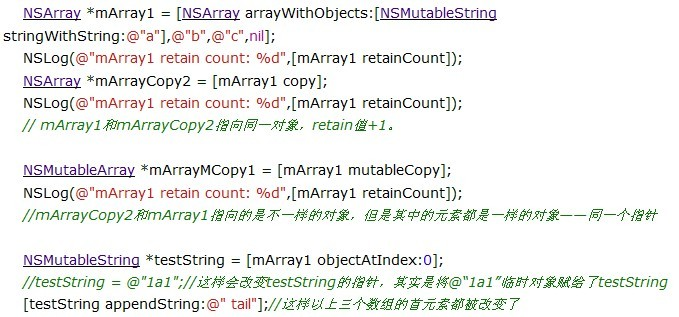 NSArray *mArray1 = [NSArray arrayWithObjects:[NSMutableString
stringWithString:@"a"],@"b",@"c",nil];
NSLog(@"mArray1 retain count: %d",[mArray1 retainCount]);
NSArray *mArrayCopy2 = [mArray1 copy];
NSLog(@"mArray1 retain count: %d",[mArray1 retainCount]);
// mArray1和mArrayCopy2指向同一对象，retain值+1。
NSMutableArray *mArrayMCopy1 = [mArray1 mutableCopy];
NSLog(@"mArray1 retain count: %d",[mArray1 retainCount]);
//mArrayCopy2和mArray1指向的是不一样的对象，但是其中的元素都是一样的对象——同一个指针
NSMutableString *testString = [mArray1 objectAtIndex:0];
//testString = @"1a1";//这样会改变testString的指针，其实是将@“1a1”临时对象赋给了testString
[testString appendString:@" tail"];//这样以上三个数组的首元素都被改变了